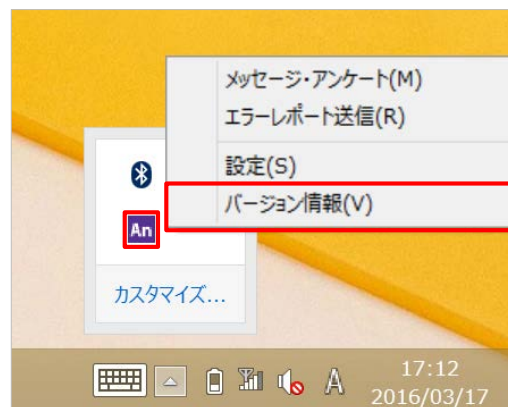 メッセージ・アンケート(M)
エラーレポート送信(R)
設定(S)
バージョン情報(V)
An
カスタマイズ...
A
17:12
2016/03/17